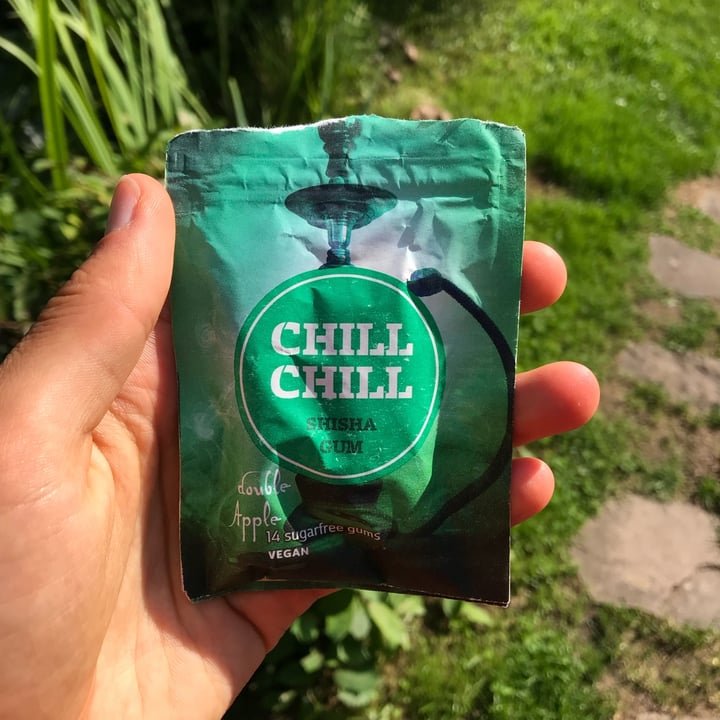 CHILL
CHILL
SHISHA
GUM
double
Apple
14 sugarfree gums
VEGAN